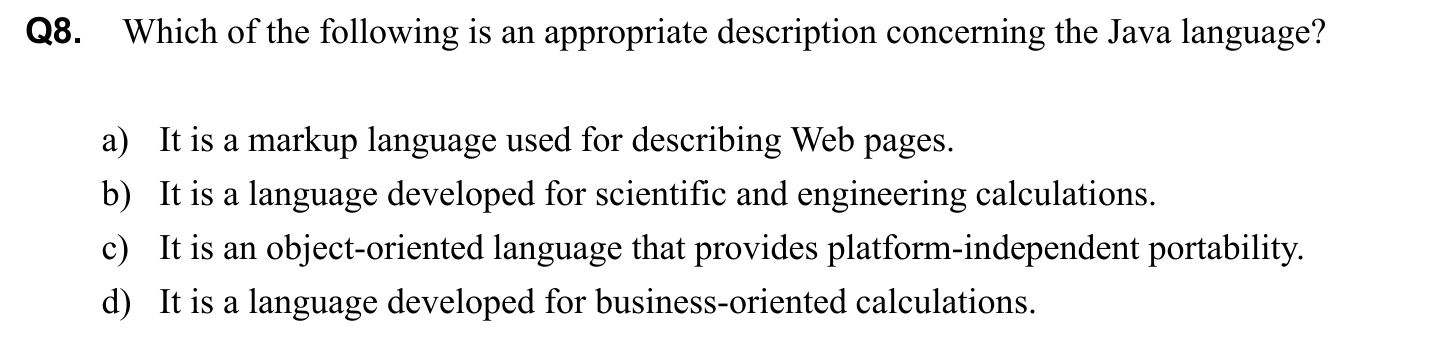 Q8. Which of the following is an appropriate description concerning the Java language?
a) It is a markup language used for describing Web pages.
b) It is a language developed for scientific and engineering calculations.
c) It is an object-oriented language that provides platform-independent portability.
d) It is a language developed for business-oriented calculations.